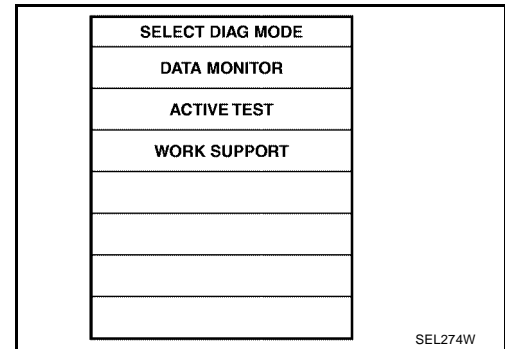 SELECT DIAG MODE
DATA MONITOR
ACTIVE TEST
WORK SUPPORT
SEL274W